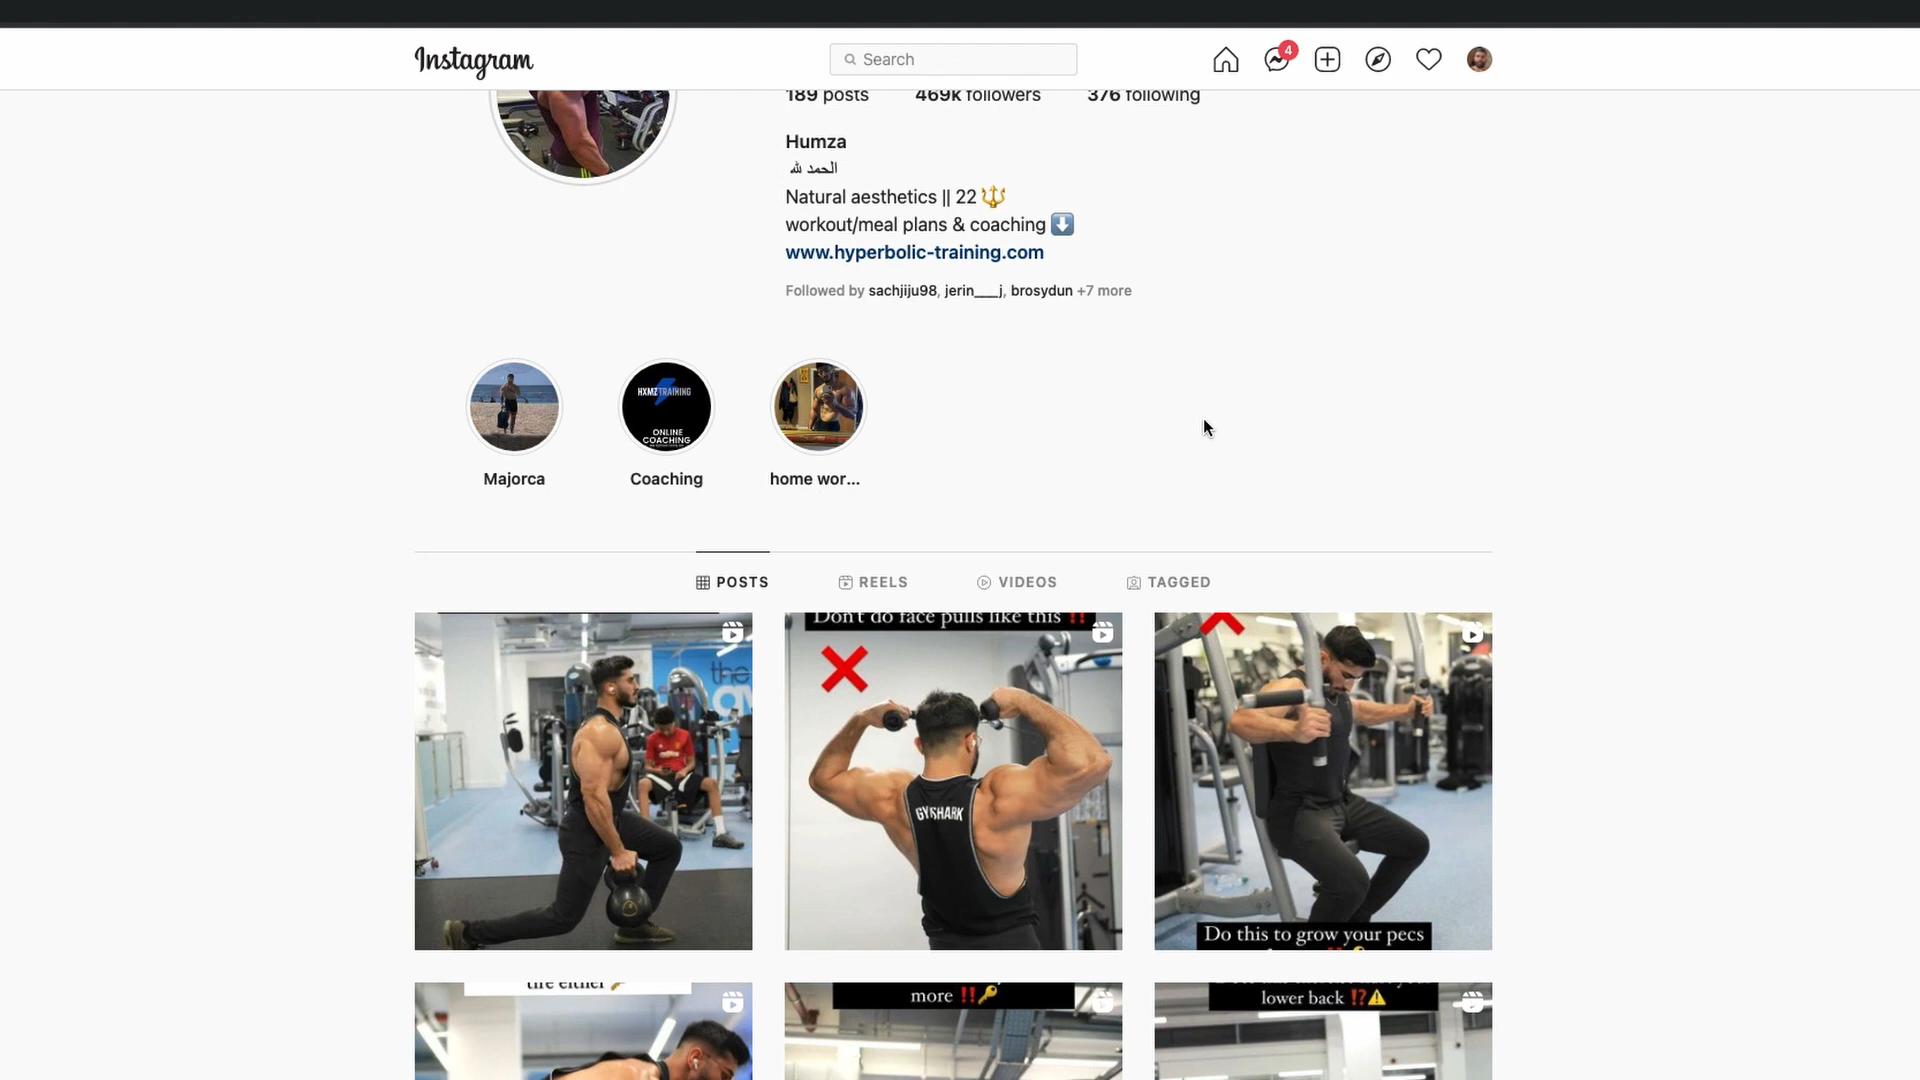 Instagram
Search
4
189 posts 469k followers 376 following
Humza
الحمد لله
Natural aesthetics || 22
workout/meal plans & coaching
www.hyperbolic-training.com
Followed by sachjiju98, jerin___j, brosydun +7 more
HXMZTRAINING
ONLINE
COACHING
Majorca Coaching home wor...
POSTS REELS VIDEOS TAGGED
the
Don't do face pulls like this ‼️
GYMSHARK
Do this to grow your pecs
tire either
more ‼️
lower back ⁉️